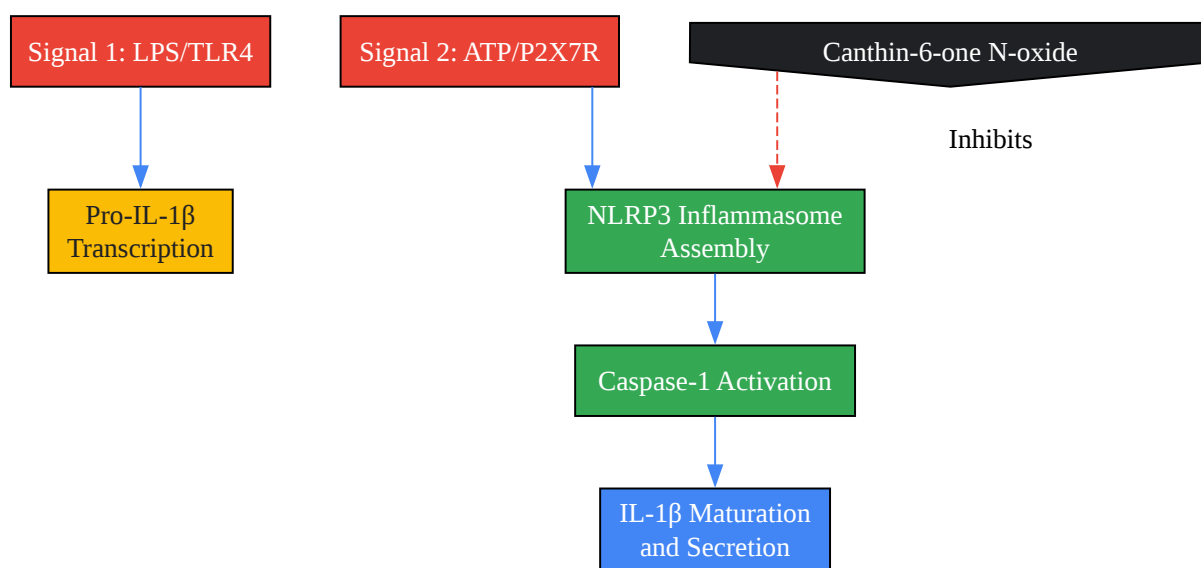 Signal 1: LPS/TLR4
Signal 2: ATP/P2X7R
Canthin-6-one N-oxide
Inhibits
Pro-IL-1β
Transcription
NLRP3 Inflammasome
Assembly
Caspase-1 Activation
IL-1β Maturation
and Secretion